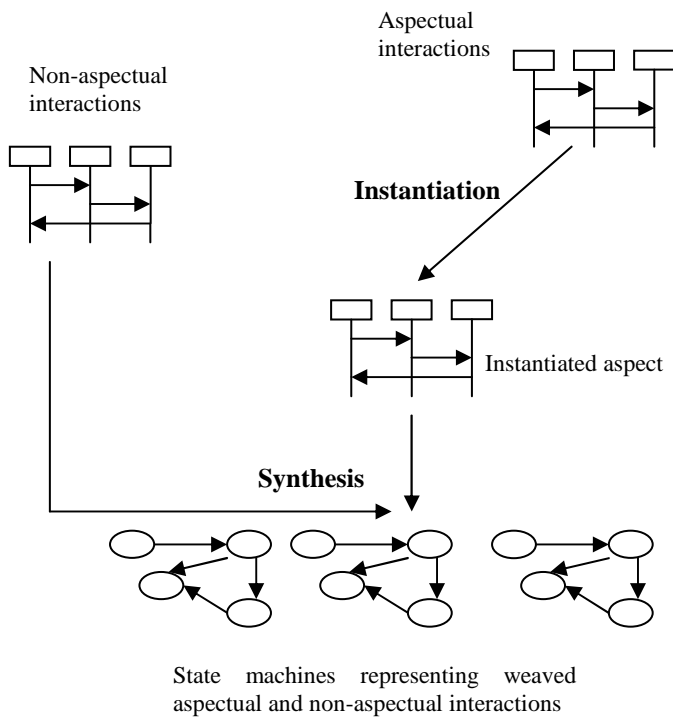 Aspectual
interactions
Non-aspectual
interactions
Instantiation
Instantiated aspect
Synthesis
State machines representing weaved
aspectual and non-aspectual interactions